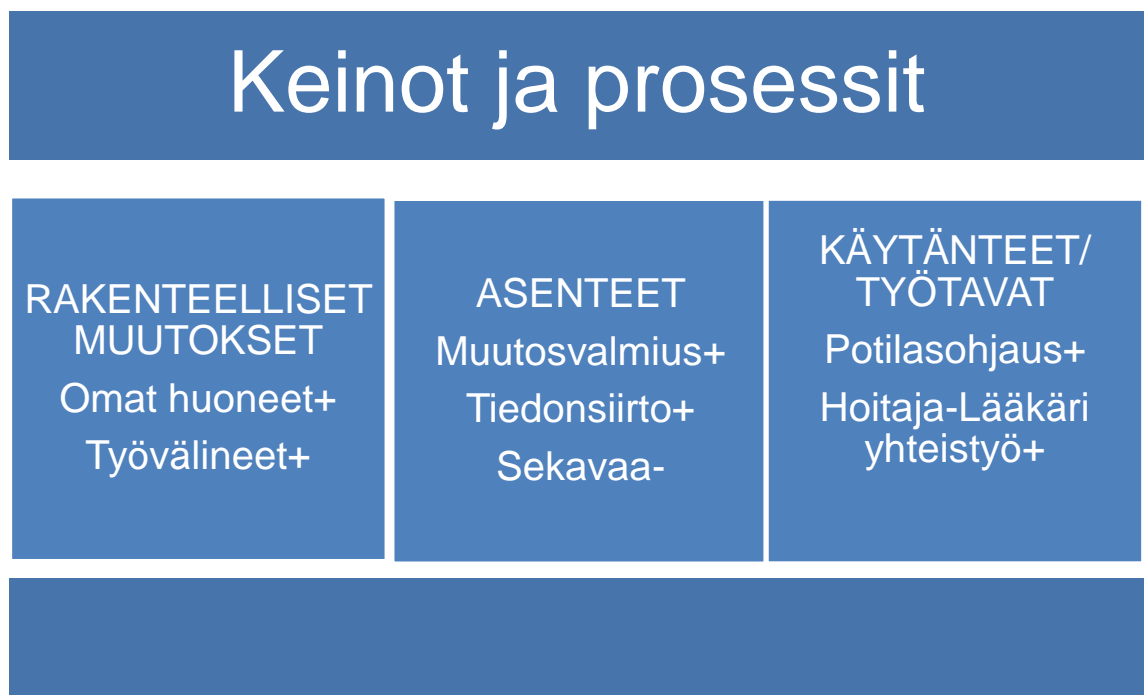 Keinot ja prosessit
RAKENTEELLISET
MUUTOKSET
Omat huoneet+
Työvälineet+
ASENTEET
Muutosvalmius+
Tiedonsiirto+
Sekavaa-
KÄYTÄNTEET/
TYÖTAVAT
Potilasohjaus+
Hoitaja-Lääkäri
yhteistyö+